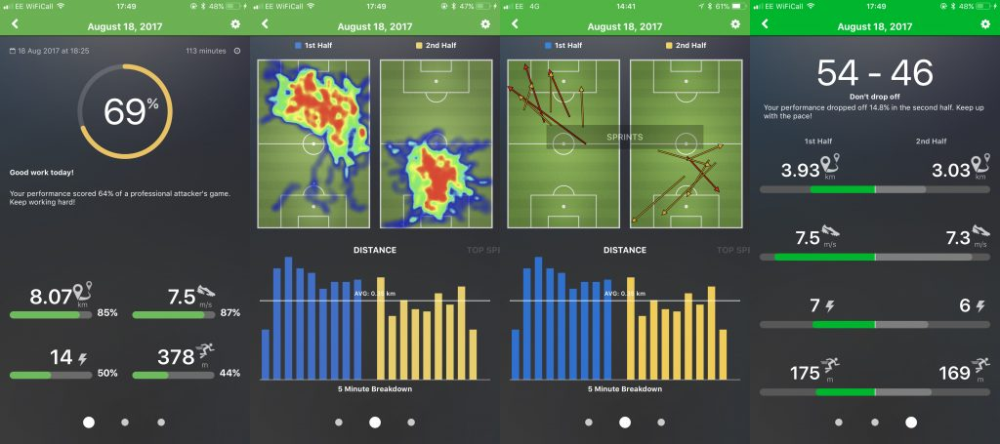 EE WiFiCall 17:49 48%
August 18, 2017
18 Aug 2017 at 18:25 113 minutes
69%
Good work today!
Your performance scored 64% of a professional attacker's game.
Keep working hard!
8.07 km 85%
7.5 m/s 87%
14 50%
378 m 44%
EE WiFiCall 17:49 47%
August 18, 2017
1st Half 2nd Half
DISTANCE TOP SPE
AVG: 0.35 km
5 Minute Breakdown
EE 4G 14:41 61%
August 18, 2017
1st Half 2nd Half
SPRINTS
DISTANCE TOP SPE
AVG: 0.35 km
5 Minute Breakdown
EE WiFiCall 17:49 48%
August 18, 2017
54 - 46
Don't drop off
Your performance dropped off 14.8% in the second half. Keep up
with the pace!
1st Half 2nd Half
3.93 km 3.03 km
7.5 m/s 7.3 m/s
7 6
175 m 169 m